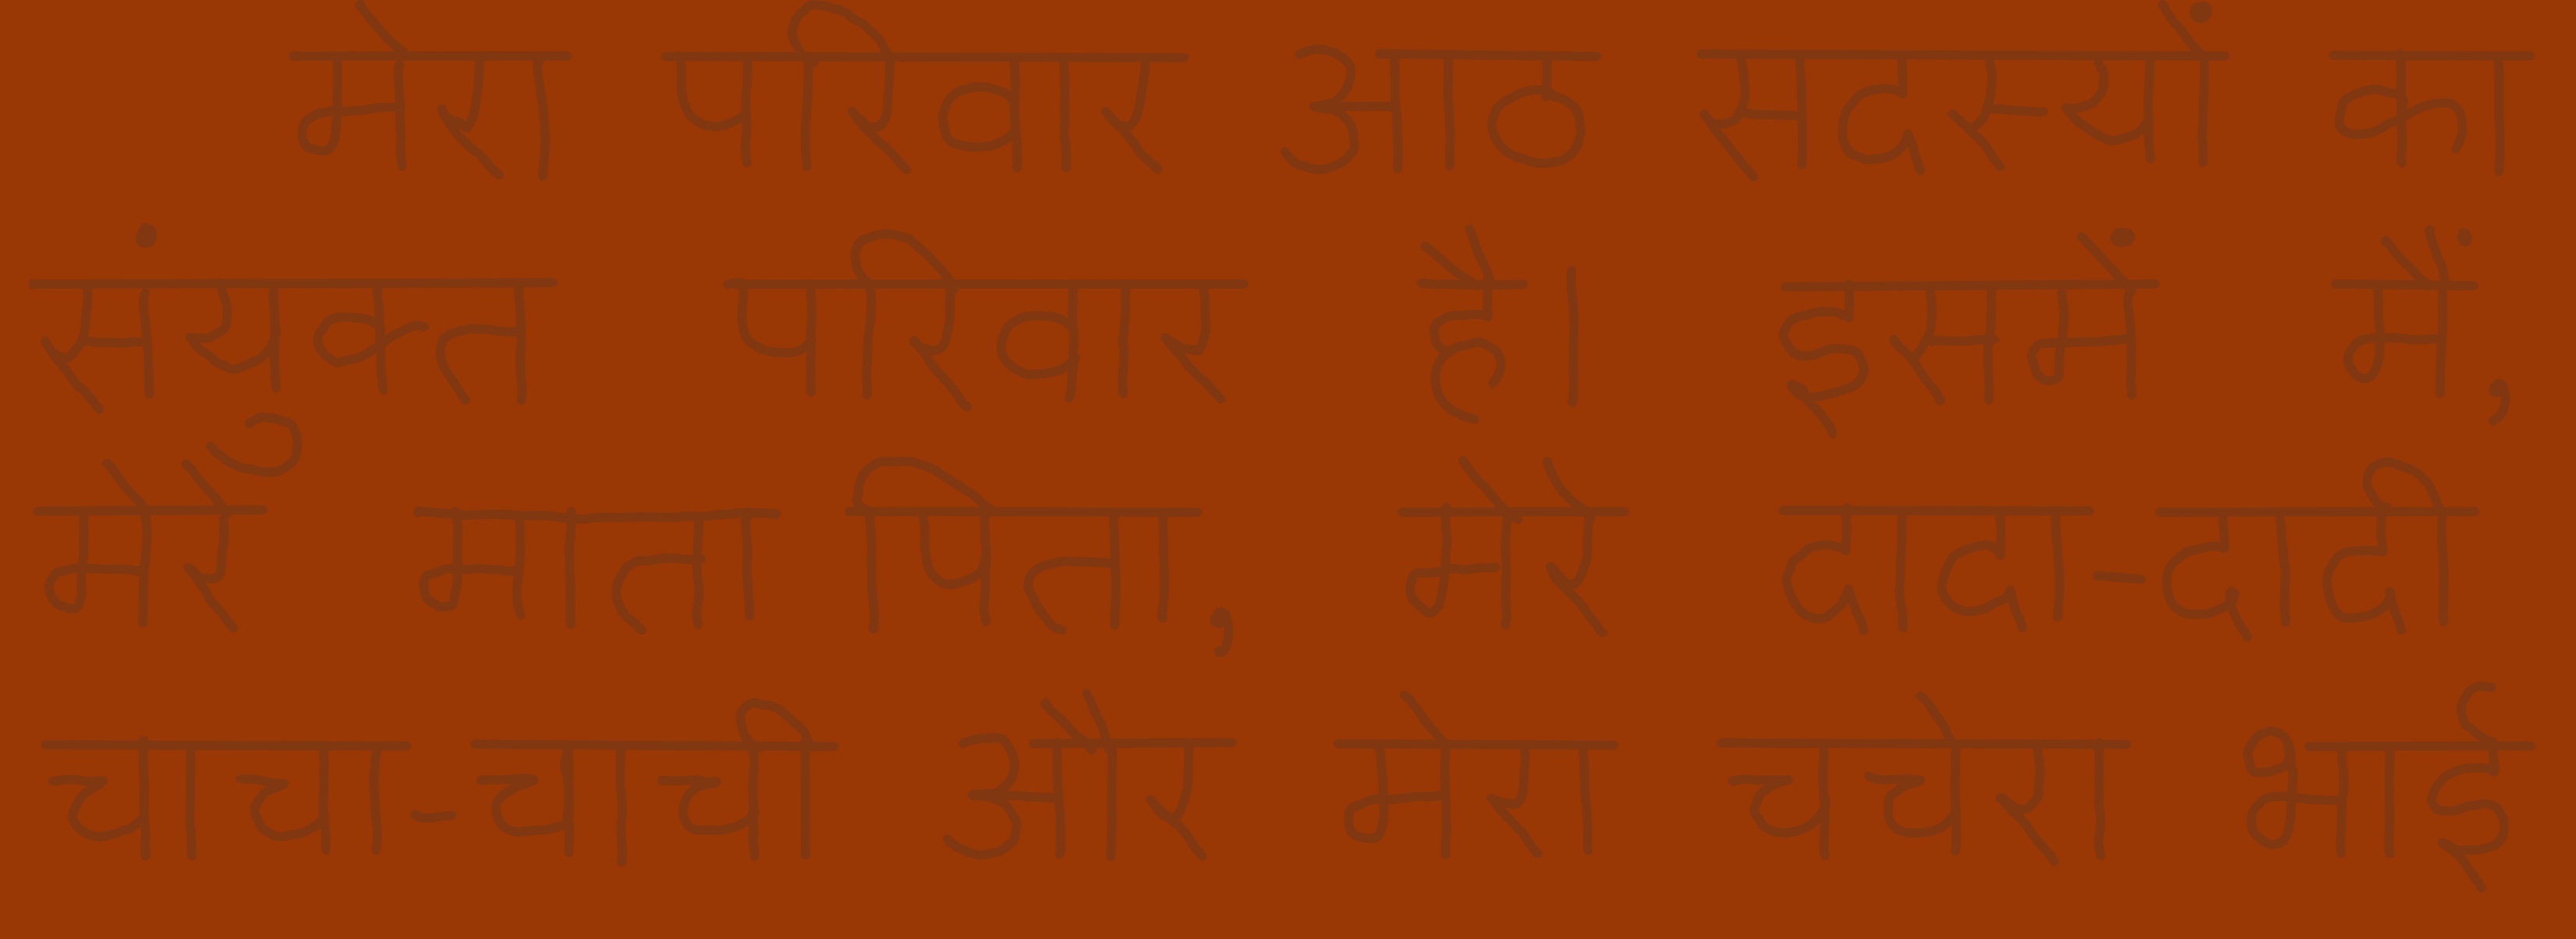 मेरा परिवार आठ सदस्यों का
संयुक्त परिवार है। इसमें मैं,
मेरे माता पिता, मेरे दादा-दादी
चाचा-चाची और मेरा चचेरा भाई